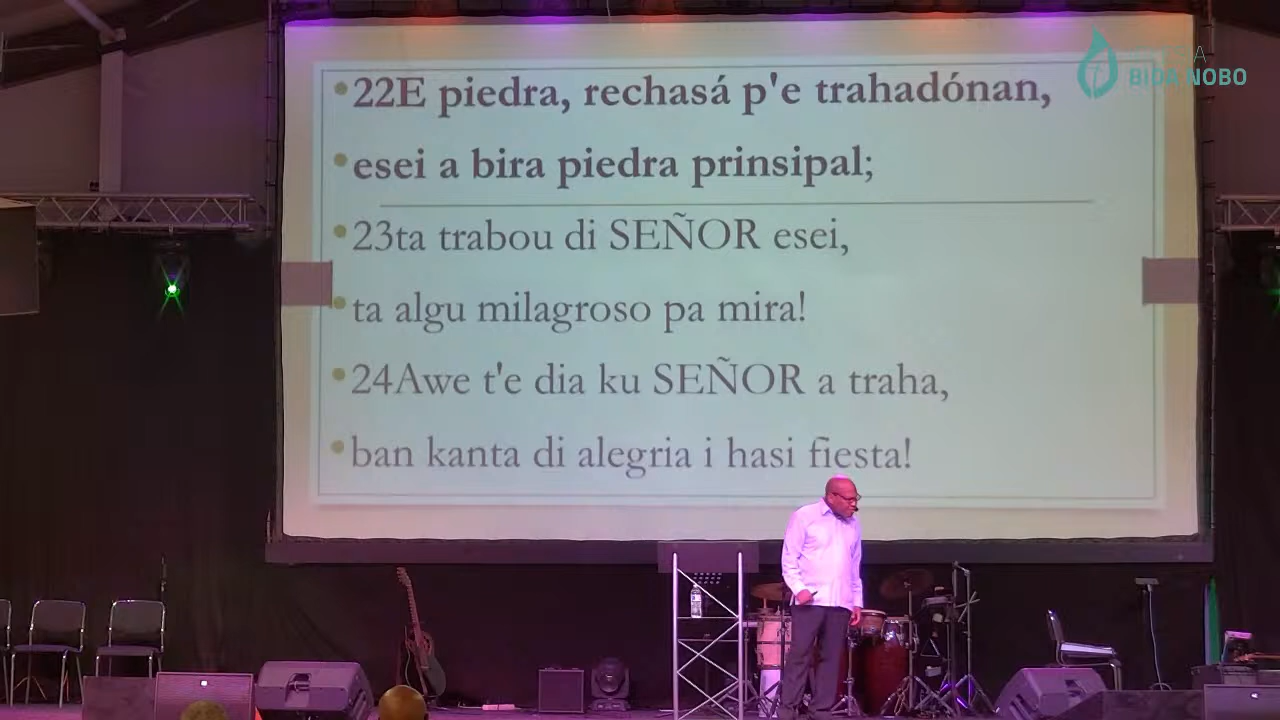 22E piedra, rechasá p'e trahadónan,
esei a bira piedra prinsipal;
23ta trabou di SEÑOR esei,
ta algu milagroso pa mira!
24Awe t'e dia ku SEÑOR a traha,
ban kanta di alegria i hasi fiesta!
BIDA NOBO